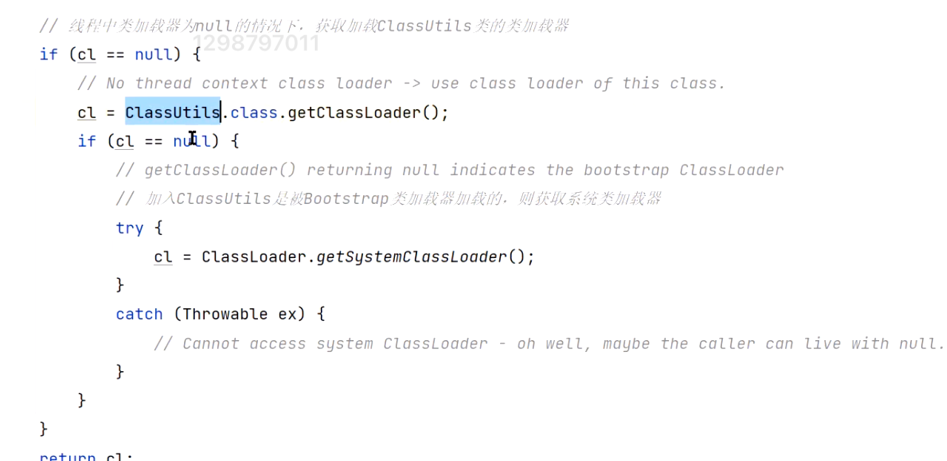 // 线程中类加载器为null的情况下，获取加载ClassUtils类的类加载器
1298797011
if (cl == null) {
// No thread context class loader -> use class loader of this class.
cl = ClassUtils.class.getClassLoader();
if (cl == null) {
// getClassLoader() returning null indicates the bootstrap ClassLoader
// 加入ClassUtils是被Bootstrap类加载器加载的，则获取系统类加载器
try {
cl = ClassLoader.getSystemClassLoader();
}
catch (Throwable ex) {
// Cannot access system ClassLoader - oh well, maybe the caller can live with null.
}
}
}
return cl;